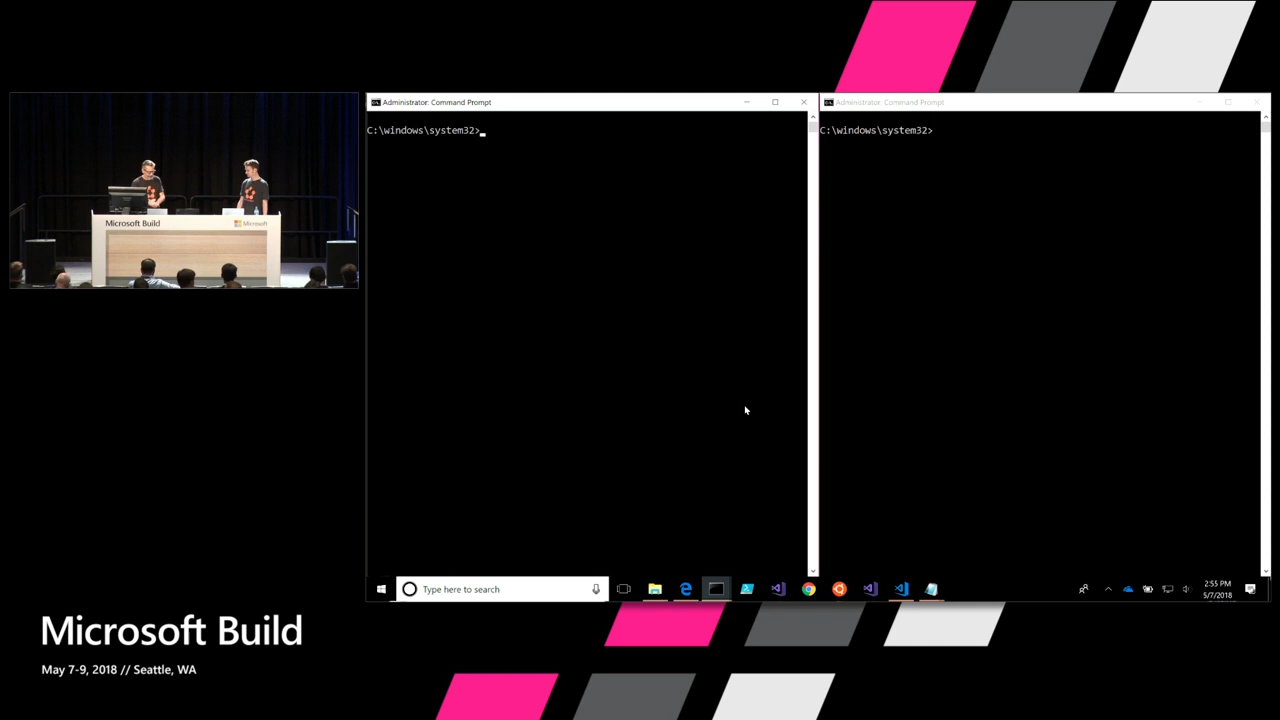 Administrator: Command Prompt
C:\windows\system32>
Administrator: Command Prompt
C:\windows\system32>
Microsoft Build
Microsoft
Type here to search
2:55 PM
5/7/2018
Microsoft Build
May 7-9, 2018 // Seattle, WA